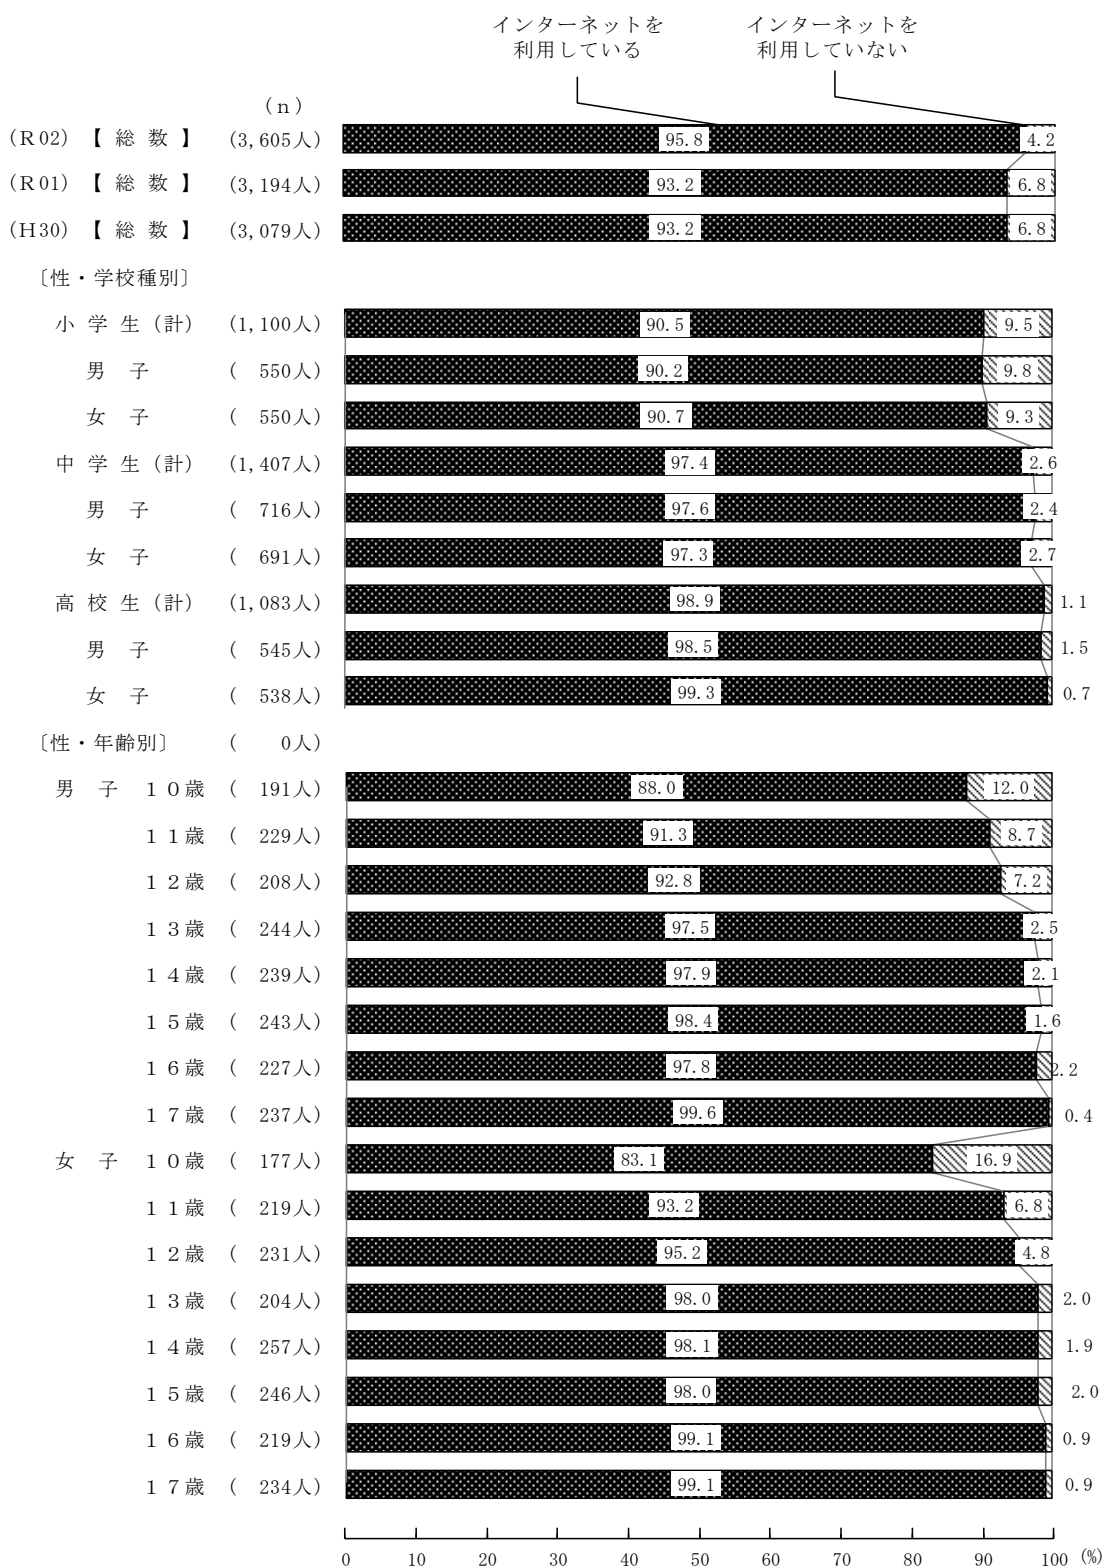 インターネットを
利用している
インターネットを
利用していない
(n)
(R02)【 総 数 】 (3,605人) 95.8 4.2
(R01)【 総 数 】 (3,194人) 93.2 6.8
(H30)【 総 数 】 (3,079人) 93.2 6.8
〔性・学校種別〕
小 学 生(計) (1,100人) 90.5 9.5
男 子 ( 550人) 90.2 9.8
女 子 ( 550人) 90.7 9.3
中 学 生(計) (1,407人) 97.4 2.6
男 子 ( 716人) 97.6 2.4
女 子 ( 691人) 97.3 2.7
高 校 生(計) (1,083人) 98.9 1.1
男 子 ( 545人) 98.5 1.5
女 子 ( 538人) 99.3 0.7
〔性・年齢別〕 ( 0人)
男 子 10歳 ( 191人) 88.0 12.0
11歳 ( 229人) 91.3 8.7
12歳 ( 208人) 92.8 7.2
13歳 ( 244人) 97.5 2.5
14歳 ( 239人) 97.9 2.1
15歳 ( 243人) 98.4 1.6
16歳 ( 227人) 97.8 2.2
17歳 ( 237人) 99.6 0.4
女 子 10歳 ( 177人) 83.1 16.9
11歳 ( 219人) 93.2 6.8
12歳 ( 231人) 95.2 4.8
13歳 ( 204人) 98.0 2.0
14歳 ( 257人) 98.1 1.9
15歳 ( 246人) 98.0 2.0
16歳 ( 219人) 99.1 0.9
17歳 ( 234人) 99.1 0.9
0 10 20 30 40 50 60 70 80 90 100 (%)